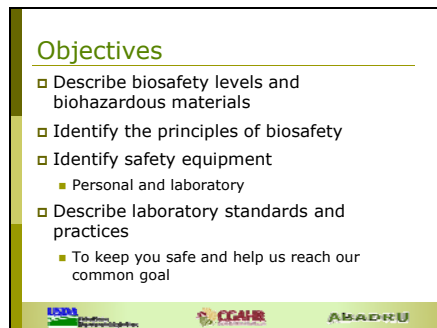 Objectives
Describe biosafety levels and
biohazardous materials
Identify the principles of biosafety
Identify safety equipment
Personal and laboratory
Describe laboratory standards and
practices
To keep you safe and help us reach our
common goal
USDA CGAHR ABADRU